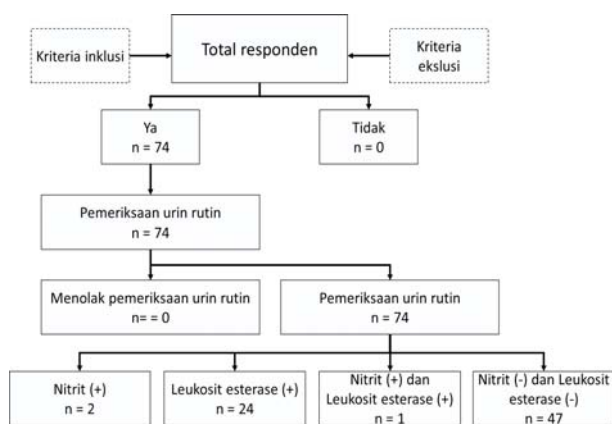 Kriteria inklusi
Total responden
Kriteria
ekslusi
Ya
n = 74
Tidak
n = 0
Pemeriksaan urin rutin
n = 74
Menolak pemeriksaan urin rutin
n= = 0
Pemeriksaan urin rutin
n = 74
Nitrit (+)
n = 2
Leukosit esterase (+)
n = 24
Nitrit (+) dan
Leukosit esterase (+)
n = 1
Nitrit (-) dan Leukosit
esterase (-)
n = 47